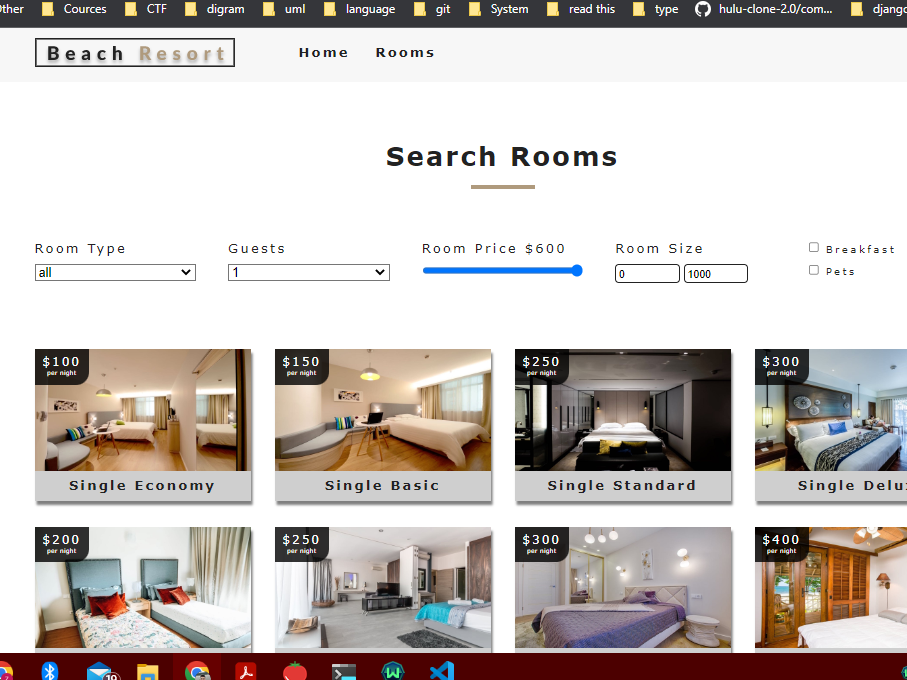 ther Cources CTF digram uml language git System read this type hulu-clone-2.0/com... django
Beach Resort Home Rooms
Search Rooms
Room Type Guests Room Price $600 Room Size Breakfast
all 1 0 1000 Pets
$100 $150 $250 $300
per night per night per night per night
Single Economy Single Basic Single Standard Single Delu
$200 $250 $300 $400
per night per night per night per night
19